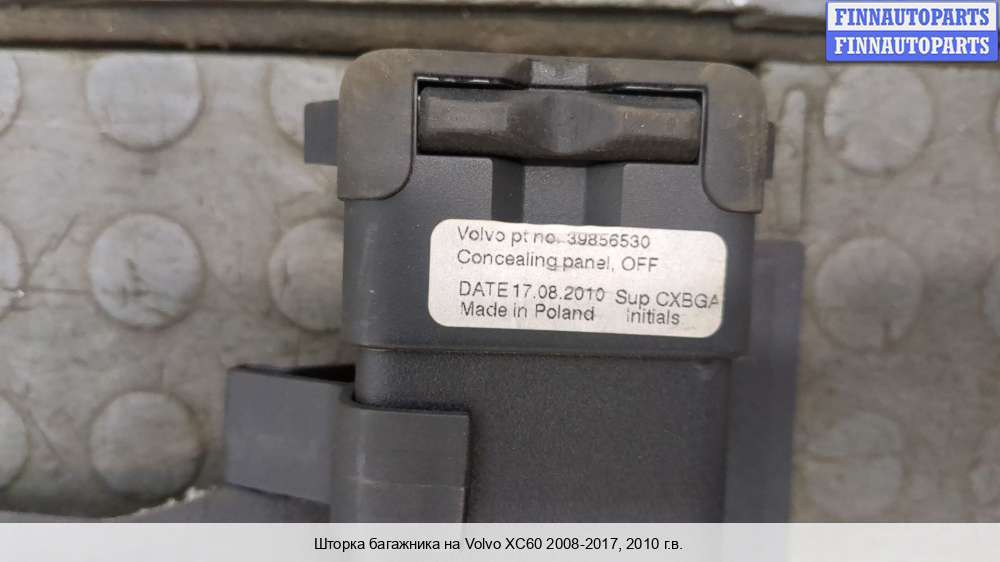 FINNAUTOPARTS
FINNAUTOPARTS
Volvo pt no. 39856530
Concealing panel, OFF
DATE 17.08.2010 Sup CXBGA
Made in Poland initials
Шторка багажника на Volvo XC60 2008-2017, 2010 г.в.